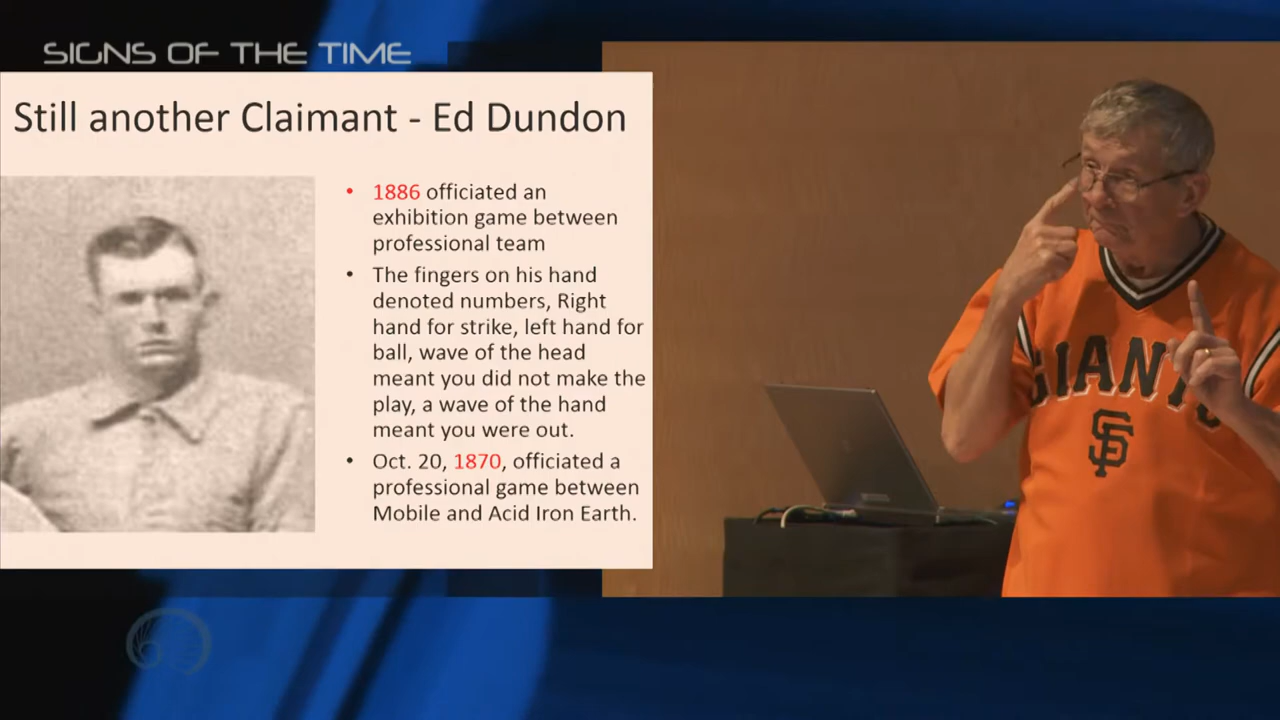 SIGNS OF THE TIME
Still another Claimant - Ed Dundon
• 1886 officiated an
exhibition game between
professional team
• The fingers on his hand
denoted numbers, Right
hand for strike, left hand for
ball, wave of the head
meant you did not make the
play, a wave of the hand
meant you were out.
• Oct. 20, 1870, officiated a
professional game between
Mobile and Acid Iron Earth.
GIANTS
SF